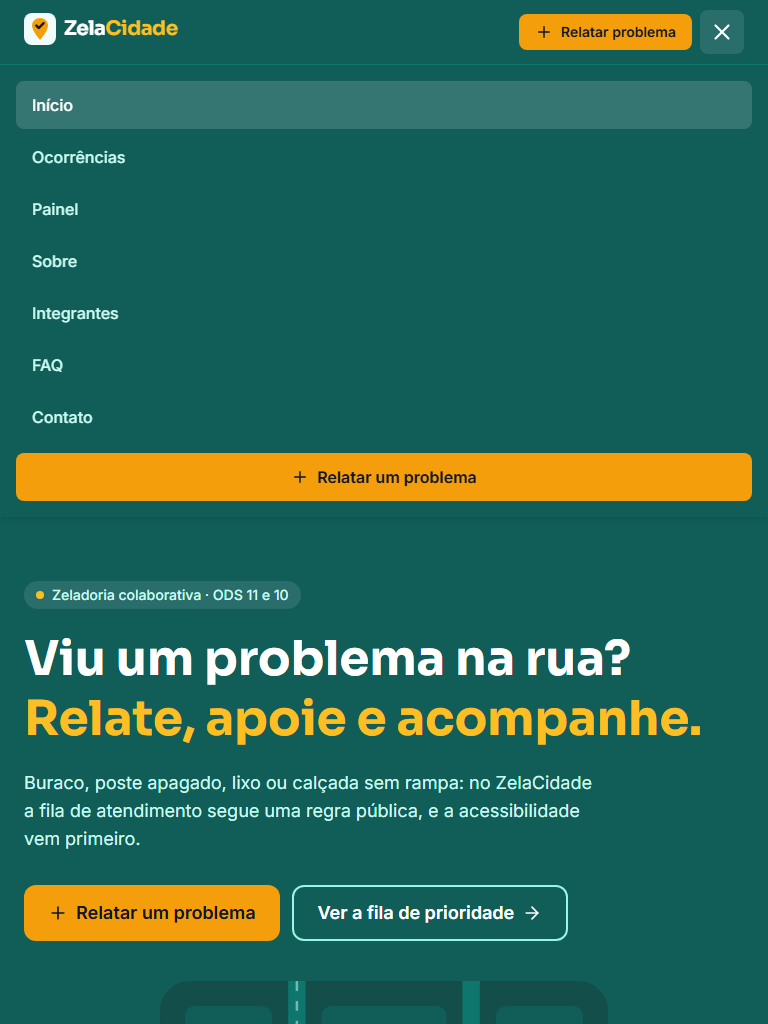 ZelaCidade
Relatar problema
Início
Ocorrências
Painel
Sobre
Integrantes
FAQ
Contato
Relatar um problema
Zeladoria colaborativa · ODS 11 e 10
Viu um problema na rua?
Relate, apoie e acompanhe.
Buraco, poste apagado, lixo ou calçada sem rampa: no ZelaCidade
a fila de atendimento segue uma regra pública, e a acessibilidade
vem primeiro.
Relatar um problema
Ver a fila de prioridade